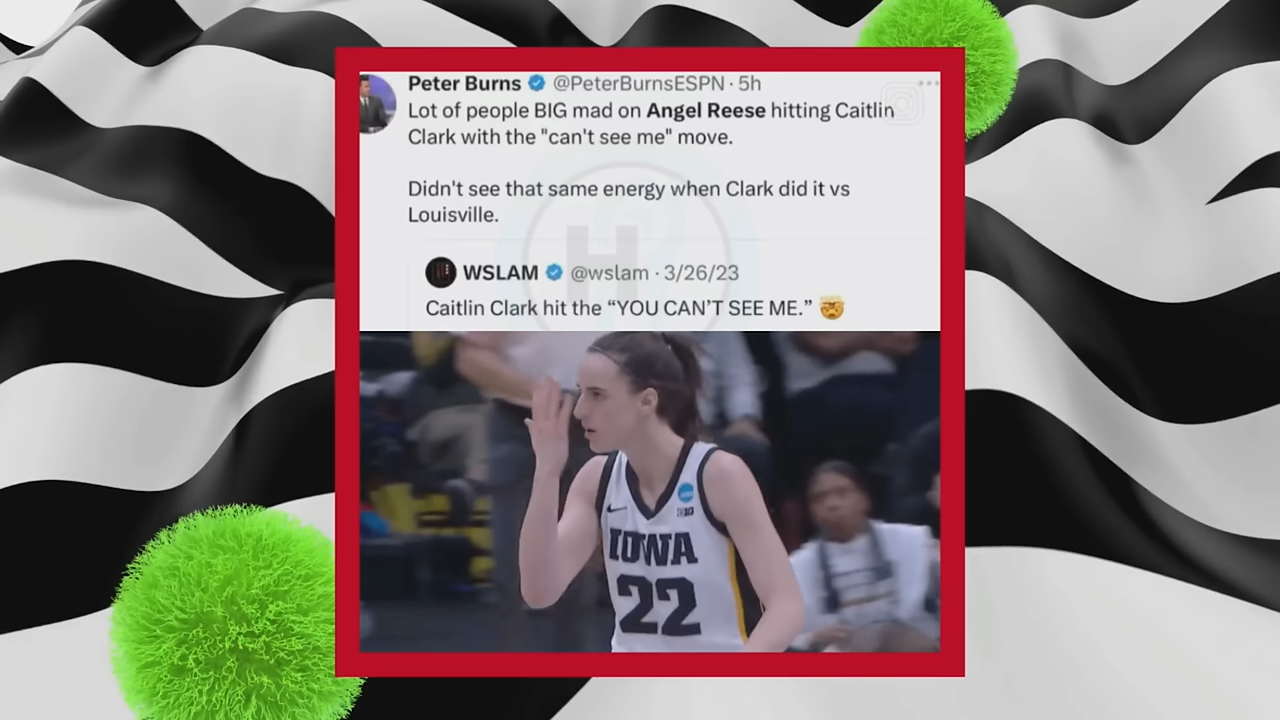 Peter Burns @PeterBurnsESPN · 5h
Lot of people BIG mad on Angel Reese hitting Caitlin
Clark with the "can't see me" move.
Didn't see that same energy when Clark did it vs
Louisville.
H
WSLAM @wslam · 3/26/23
Caitlin Clark hit the “YOU CAN’T SEE ME.” 🤯
IOWA
22